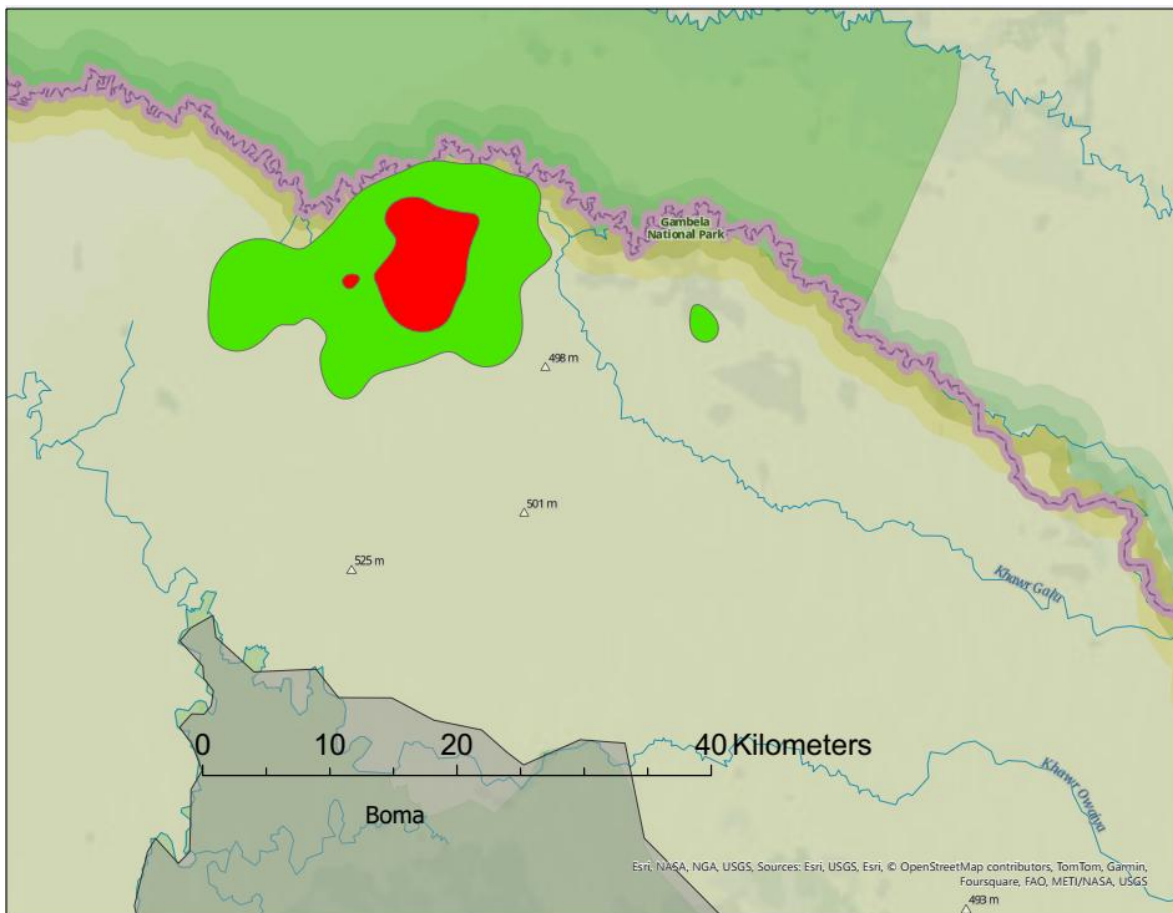 Gambela
National Park
498 m
501 m
525 m
Khawr Galu
0 10 20 40 Kilometers
Khawr Owaiya
Boma
Esri, NASA, NGA, USGS, Sources: Esri, USGS, Esri, © OpenStreetMap contributors, TomTom, Garmin,
Foursquare, FAO, METI/NASA, USGS
493 m